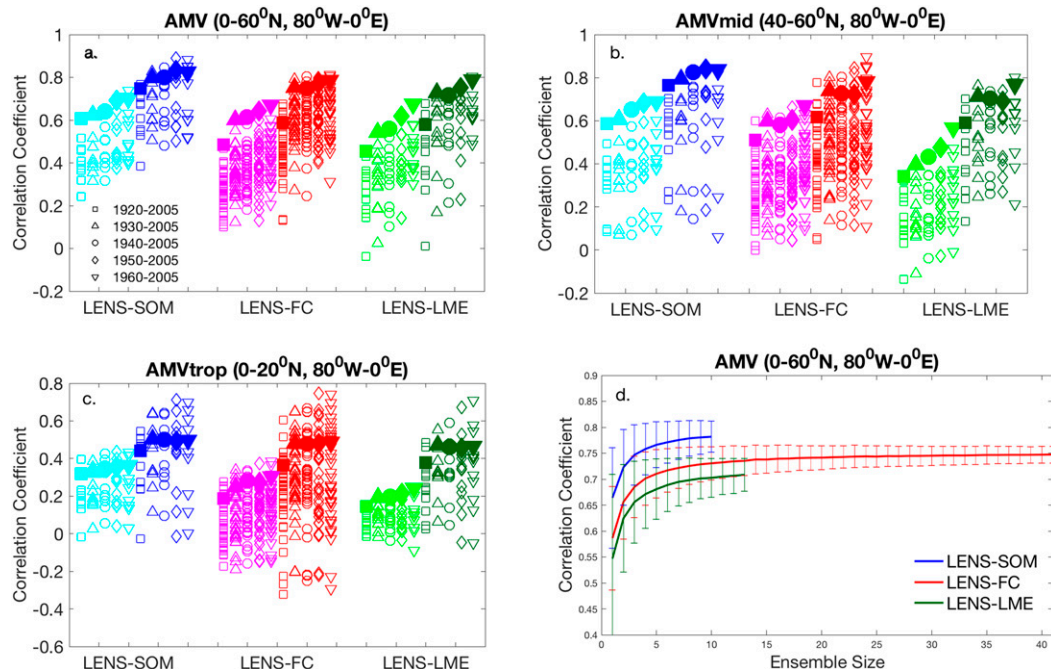 AMV (0-60⁰N, 80⁰W-0⁰E)
a.
1
0.8
0.6
0.4
0.2
0
-0.2
Correlation Coefficient
1920-2005
1930-2005
1940-2005
1950-2005
1960-2005
LENS-SOM LENS-FC LENS-LME
AMVmid (40-60⁰N, 80⁰W-0⁰E)
b.
1
0.8
0.6
0.4
0.2
0
-0.2
Correlation Coefficient
LENS-SOM LENS-FC LENS-LME
AMVtrop (0-20⁰N, 80⁰W-0⁰E)
c.
0.8
0.6
0.4
0.2
0
-0.2
-0.4
-0.6
Correlation Coefficient
LENS-SOM LENS-FC LENS-LME
AMV (0-60⁰N, 80⁰W-0⁰E)
d.
0.9
0.85
0.8
0.75
0.7
0.65
0.6
0.55
0.5
0.45
0.4
Correlation Coefficient
LENS-SOM
LENS-FC
LENS-LME
0 5 10 15 20 25 30 35 40
Ensemble Size